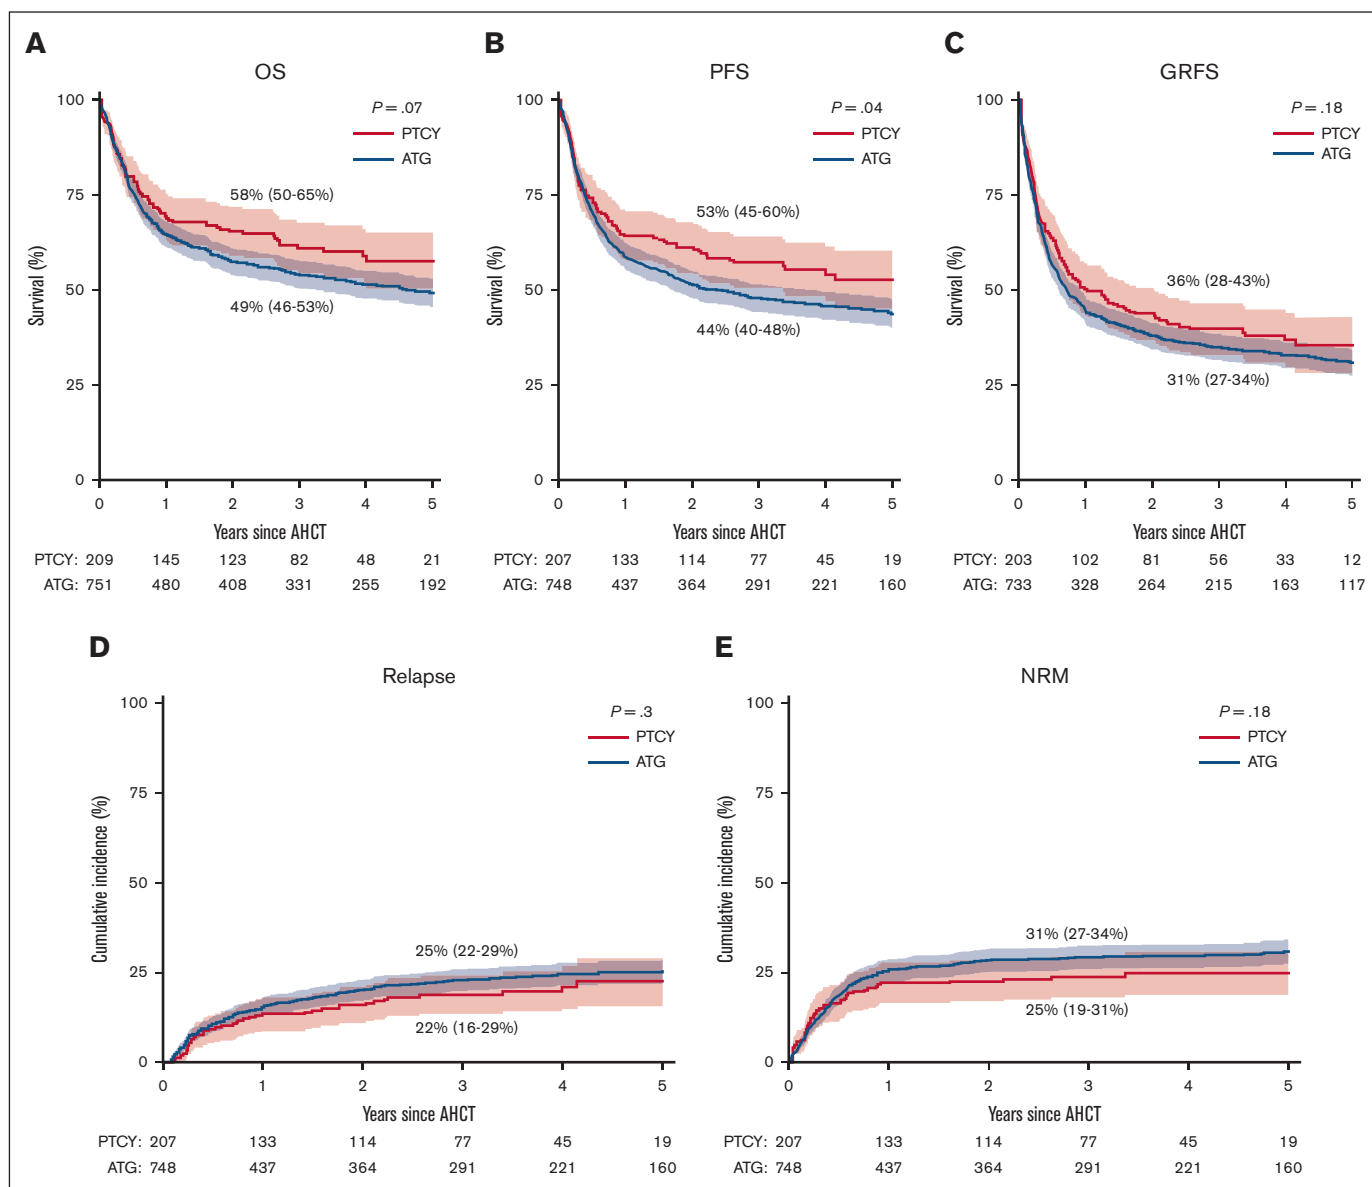 A
OS
P = .07
PTCY
ATG
100
75
50
25
0
Survival (%)
58% (50-65%)
49% (46-53%)
0 1 2 3 4 5
Years since AHCT
PTCY: 209 145 123 82 48 21
ATG: 751 480 408 331 255 192
B
PFS
P = .04
PTCY
ATG
100
75
50
25
0
Survival (%)
53% (45-60%)
44% (40-48%)
0 1 2 3 4 5
Years since AHCT
PTCY: 207 133 114 77 45 19
ATG: 748 437 364 291 221 160
C
GRFS
P = .18
PTCY
ATG
100
75
50
25
0
Survival (%)
36% (28-43%)
31% (27-34%)
0 1 2 3 4 5
Years since AHCT
PTCY: 203 102 81 56 33 12
ATG: 733 328 264 215 163 117
D
Relapse
P = .3
PTCY
ATG
100
75
50
25
0
Cumulative incidence (%)
25% (22-29%)
22% (16-29%)
0 1 2 3 4 5
Years since AHCT
PTCY: 207 133 114 77 45 19
ATG: 748 437 364 291 221 160
E
NRM
P = .18
PTCY
ATG
100
75
50
25
0
Cumulative incidence (%)
31% (27-34%)
25% (19-31%)
0 1 2 3 4 5
Years since AHCT
PTCY: 207 133 114 77 45 19
ATG: 748 437 364 291 221 160